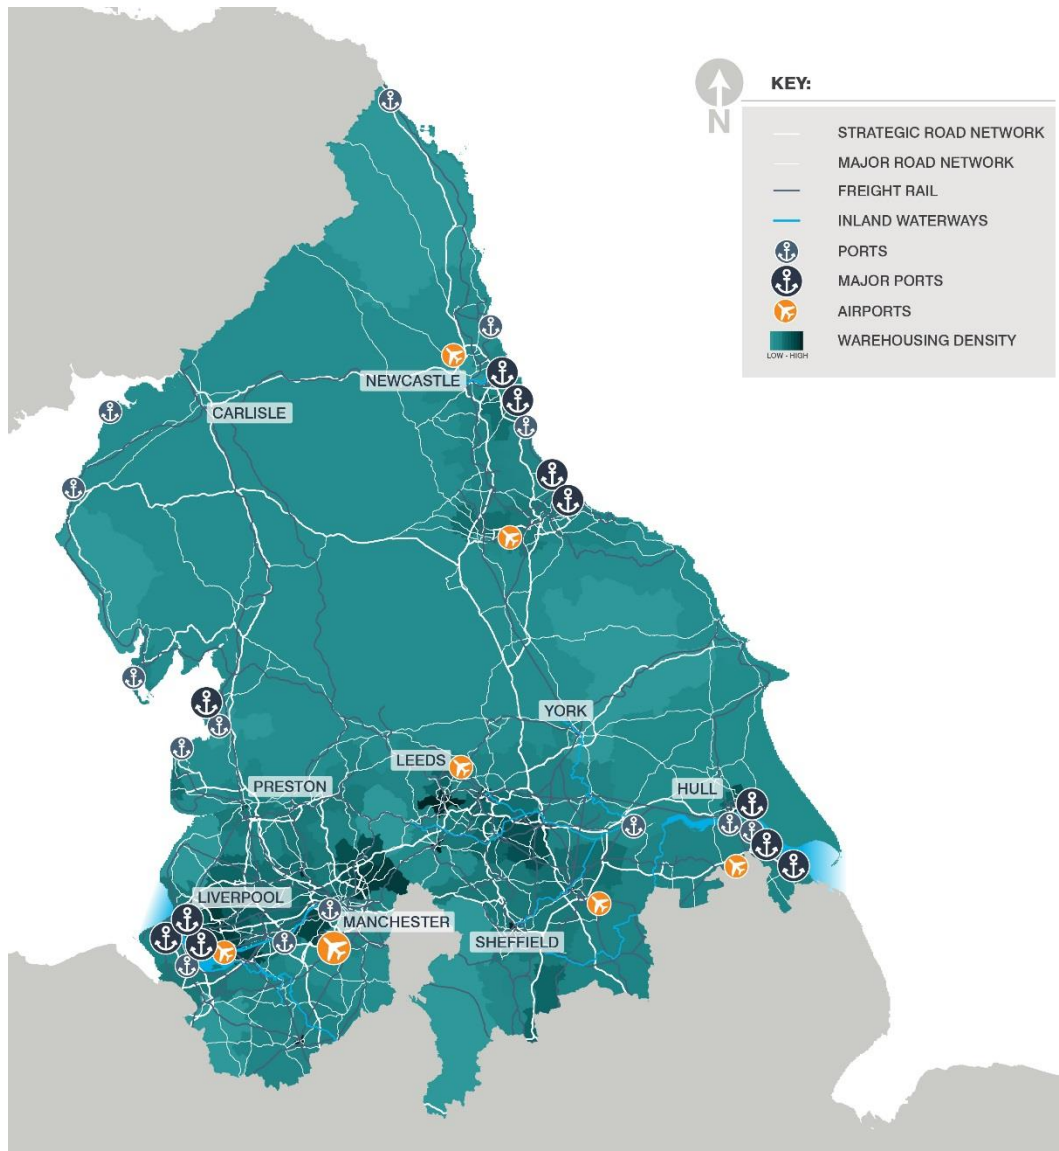 KEY:
N
STRATEGIC ROAD NETWORK
MAJOR ROAD NETWORK
FREIGHT RAIL
INLAND WATERWAYS
PORTS
MAJOR PORTS
AIRPORTS
WAREHOUSING DENSITY
LOW - HIGH
NEWCASTLE
CARLISLE
YORK
LEEDS
PRESTON
HULL
LIVERPOOL
MANCHESTER
SHEFFIELD